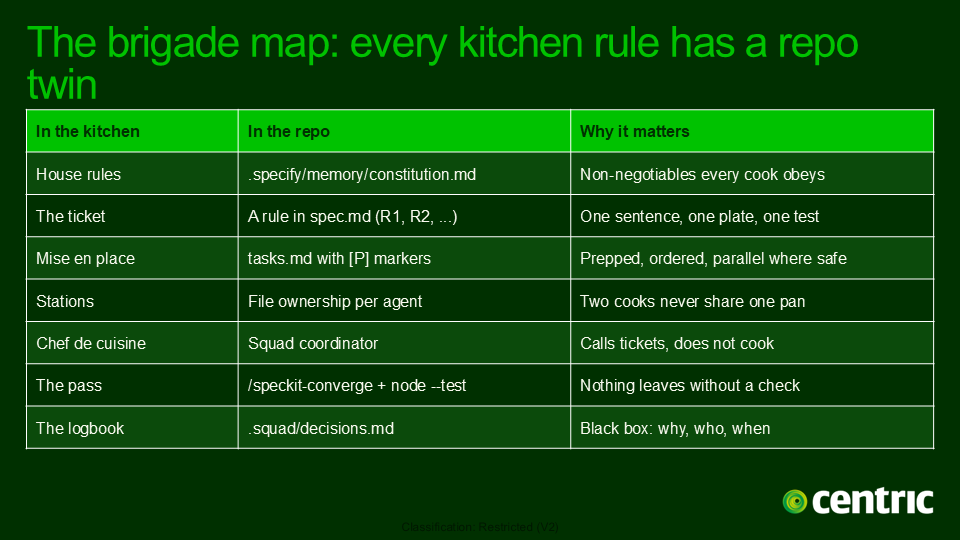 The brigade map: every kitchen rule has a repo
twin
In the kitchen
In the repo
Why it matters
House rules
.specify/memory/constitution.md
Non-negotiables every cook obeys
The ticket
A rule in spec.md (R1, R2, ...)
One sentence, one plate, one test
Mise en place
tasks.md with [P] markers
Prepped, ordered, parallel where safe
Stations
File ownership per agent
Two cooks never share one pan
Chef de cuisine
Squad coordinator
Calls tickets, does not cook
The pass
/speckit-converge + node --test
Nothing leaves without a check
The logbook
.squad/decisions.md
Black box: why, who, when
centric
Classification: Restricted (V2)